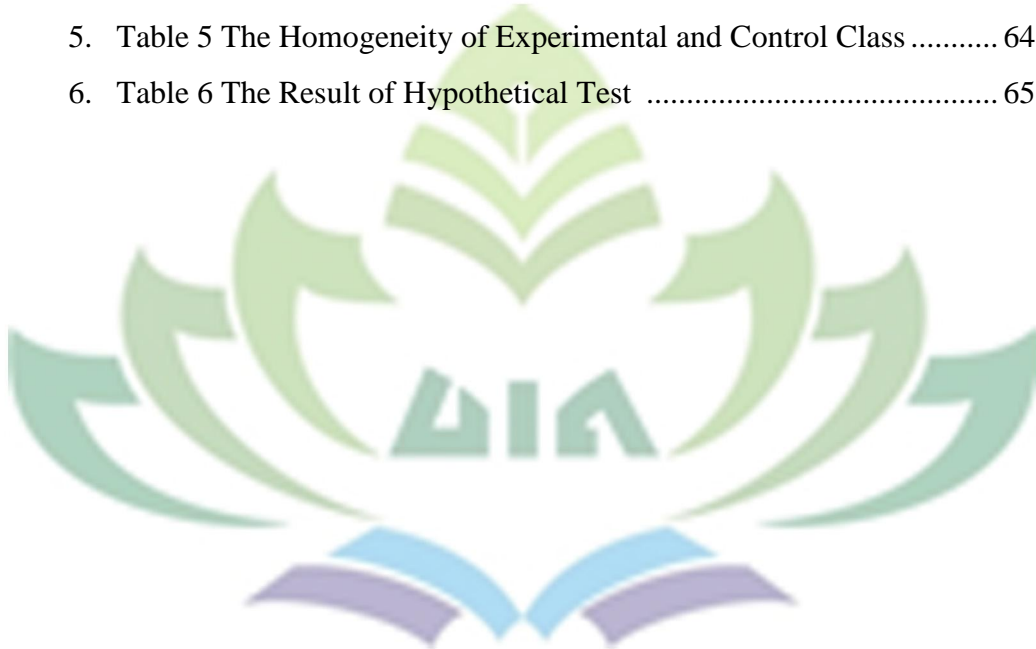 5. Table 5 The Homogeneity of Experimental and Control Class ........... 64
6. Table 6 The Result of Hypothetical Test ......................................... 65